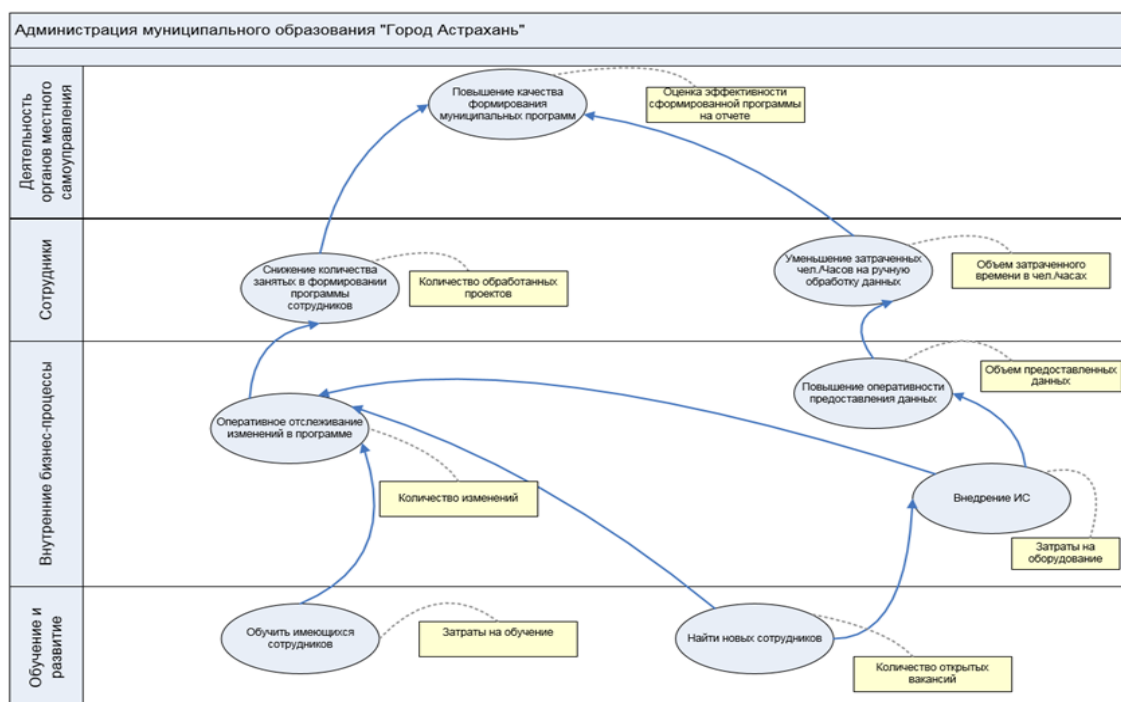 Администрация муниципального образования "Город Астрахань"
Деятельность
органов местного
самоуправления
Повышение качества
формирования
муниципальных программ
Оценка эффективности
сформированной программы
на отчете
Сотрудники
Снижение количества
занятых в формировании
программы
сотрудников
Количество обработанных
проектов
Уменьшение затраченных
чел./Часов на ручную
обработку данных
Объем затраченного
времени в чел./часах
Внутренние бизнес-процессы
Оперативное отслеживание
изменений в программе
Количество изменений
Повышение оперативности
предоставления данных
Объем предоставленных
данных
Внедрение ИС
Затраты на
оборудование
Обучение и
развитие
Обучить имеющихся
сотрудников
Затраты на обучение
Найти новых сотрудников
Количество открытых
вакансий